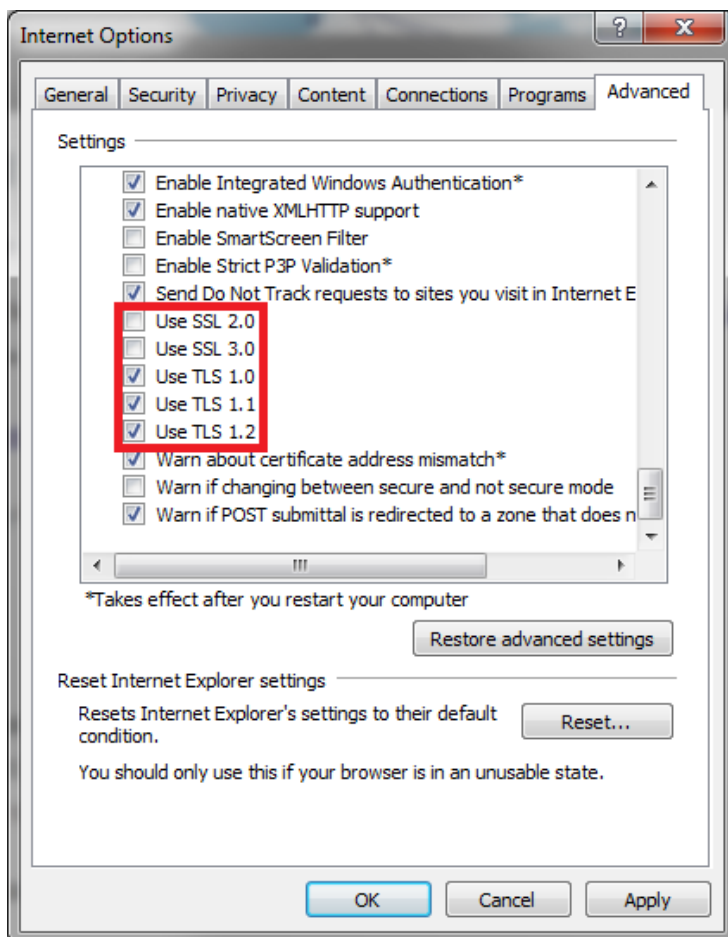 Internet Options
?
X
General Security Privacy Content Connections Programs Advanced
Settings
Enable Integrated Windows Authentication*
Enable native XMLHTTP support
Enable SmartScreen Filter
Enable Strict P3P Validation*
Send Do Not Track requests to sites you visit in Internet E
Use SSL 2.0
Use SSL 3.0
Use TLS 1.0
Use TLS 1.1
Use TLS 1.2
Warn about certificate address mismatch*
Warn if changing between secure and not secure mode
Warn if POST submittal is redirected to a zone that does n
*Takes effect after you restart your computer
Restore advanced settings
Reset Internet Explorer settings
Resets Internet Explorer's settings to their default
condition.
Reset...
You should only use this if your browser is in an unusable state.
OK Cancel Apply